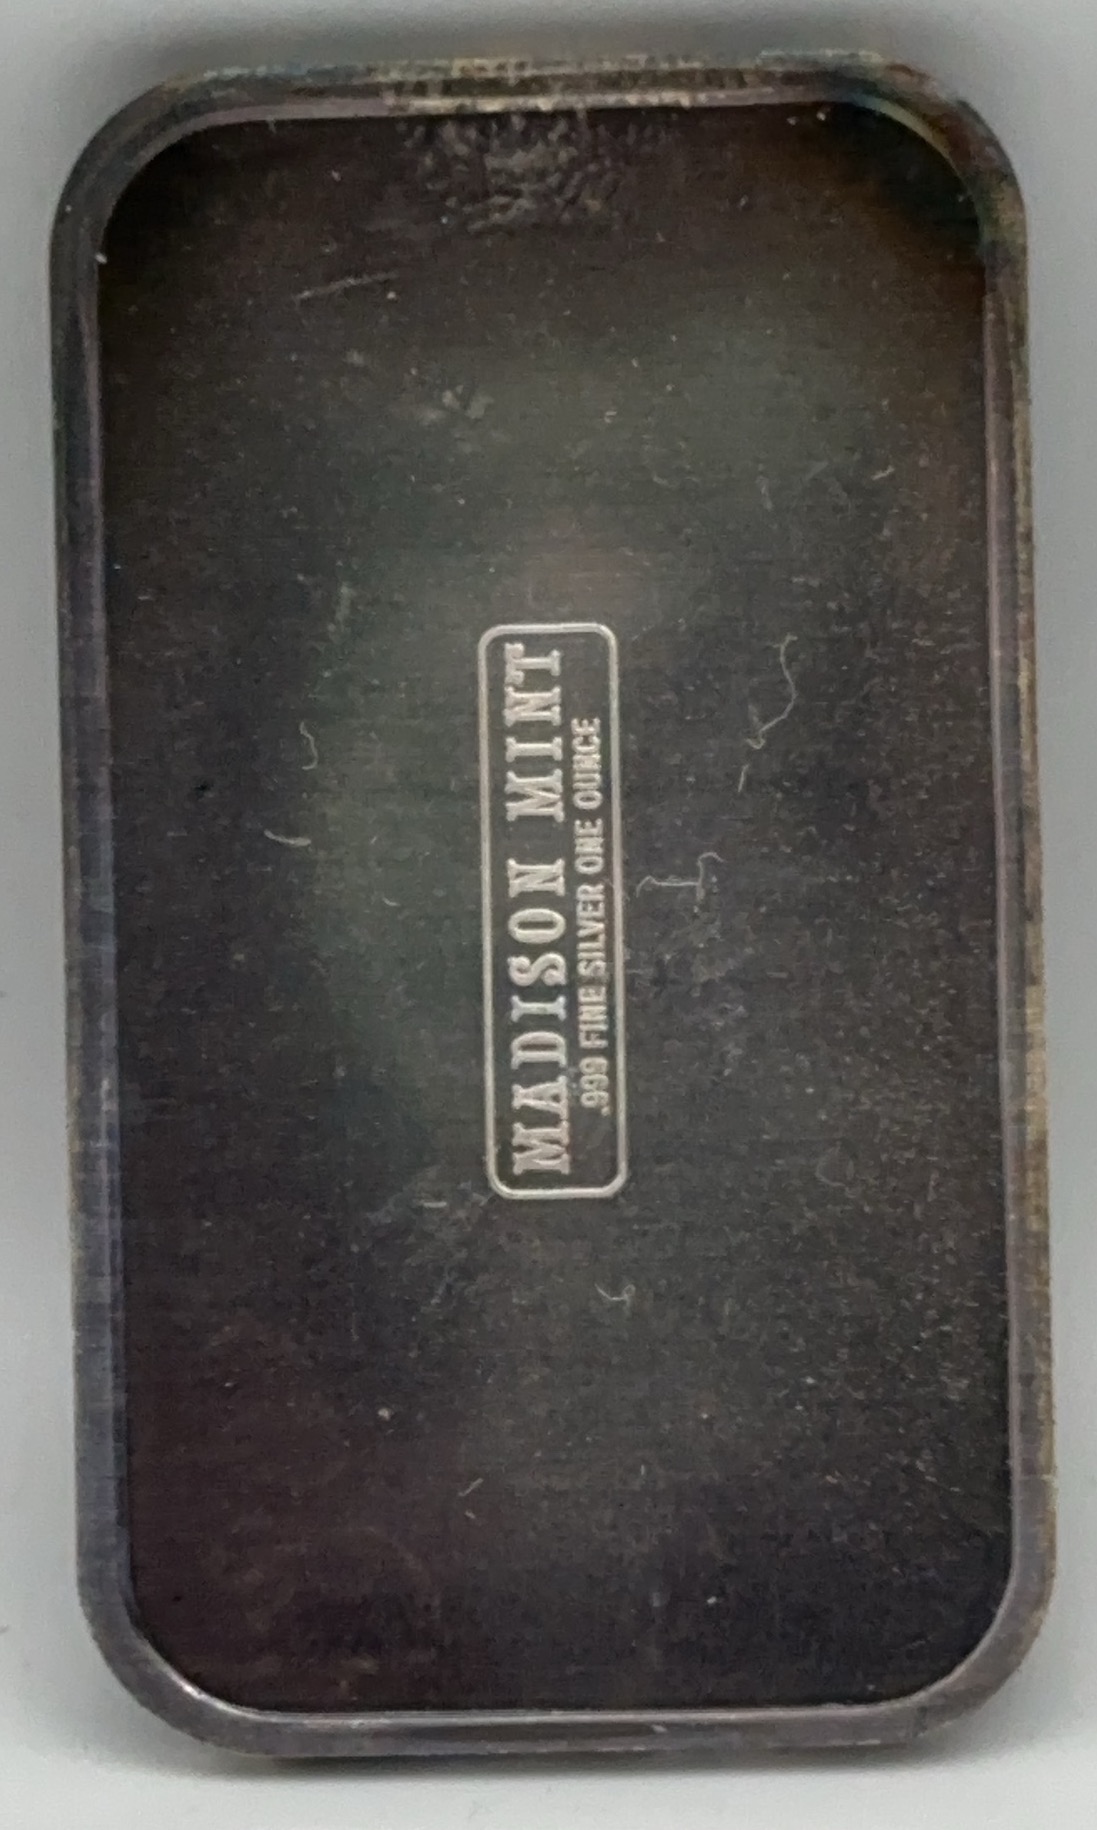 MADISON MINT
.999 FINE SILVER ONE OUNCE